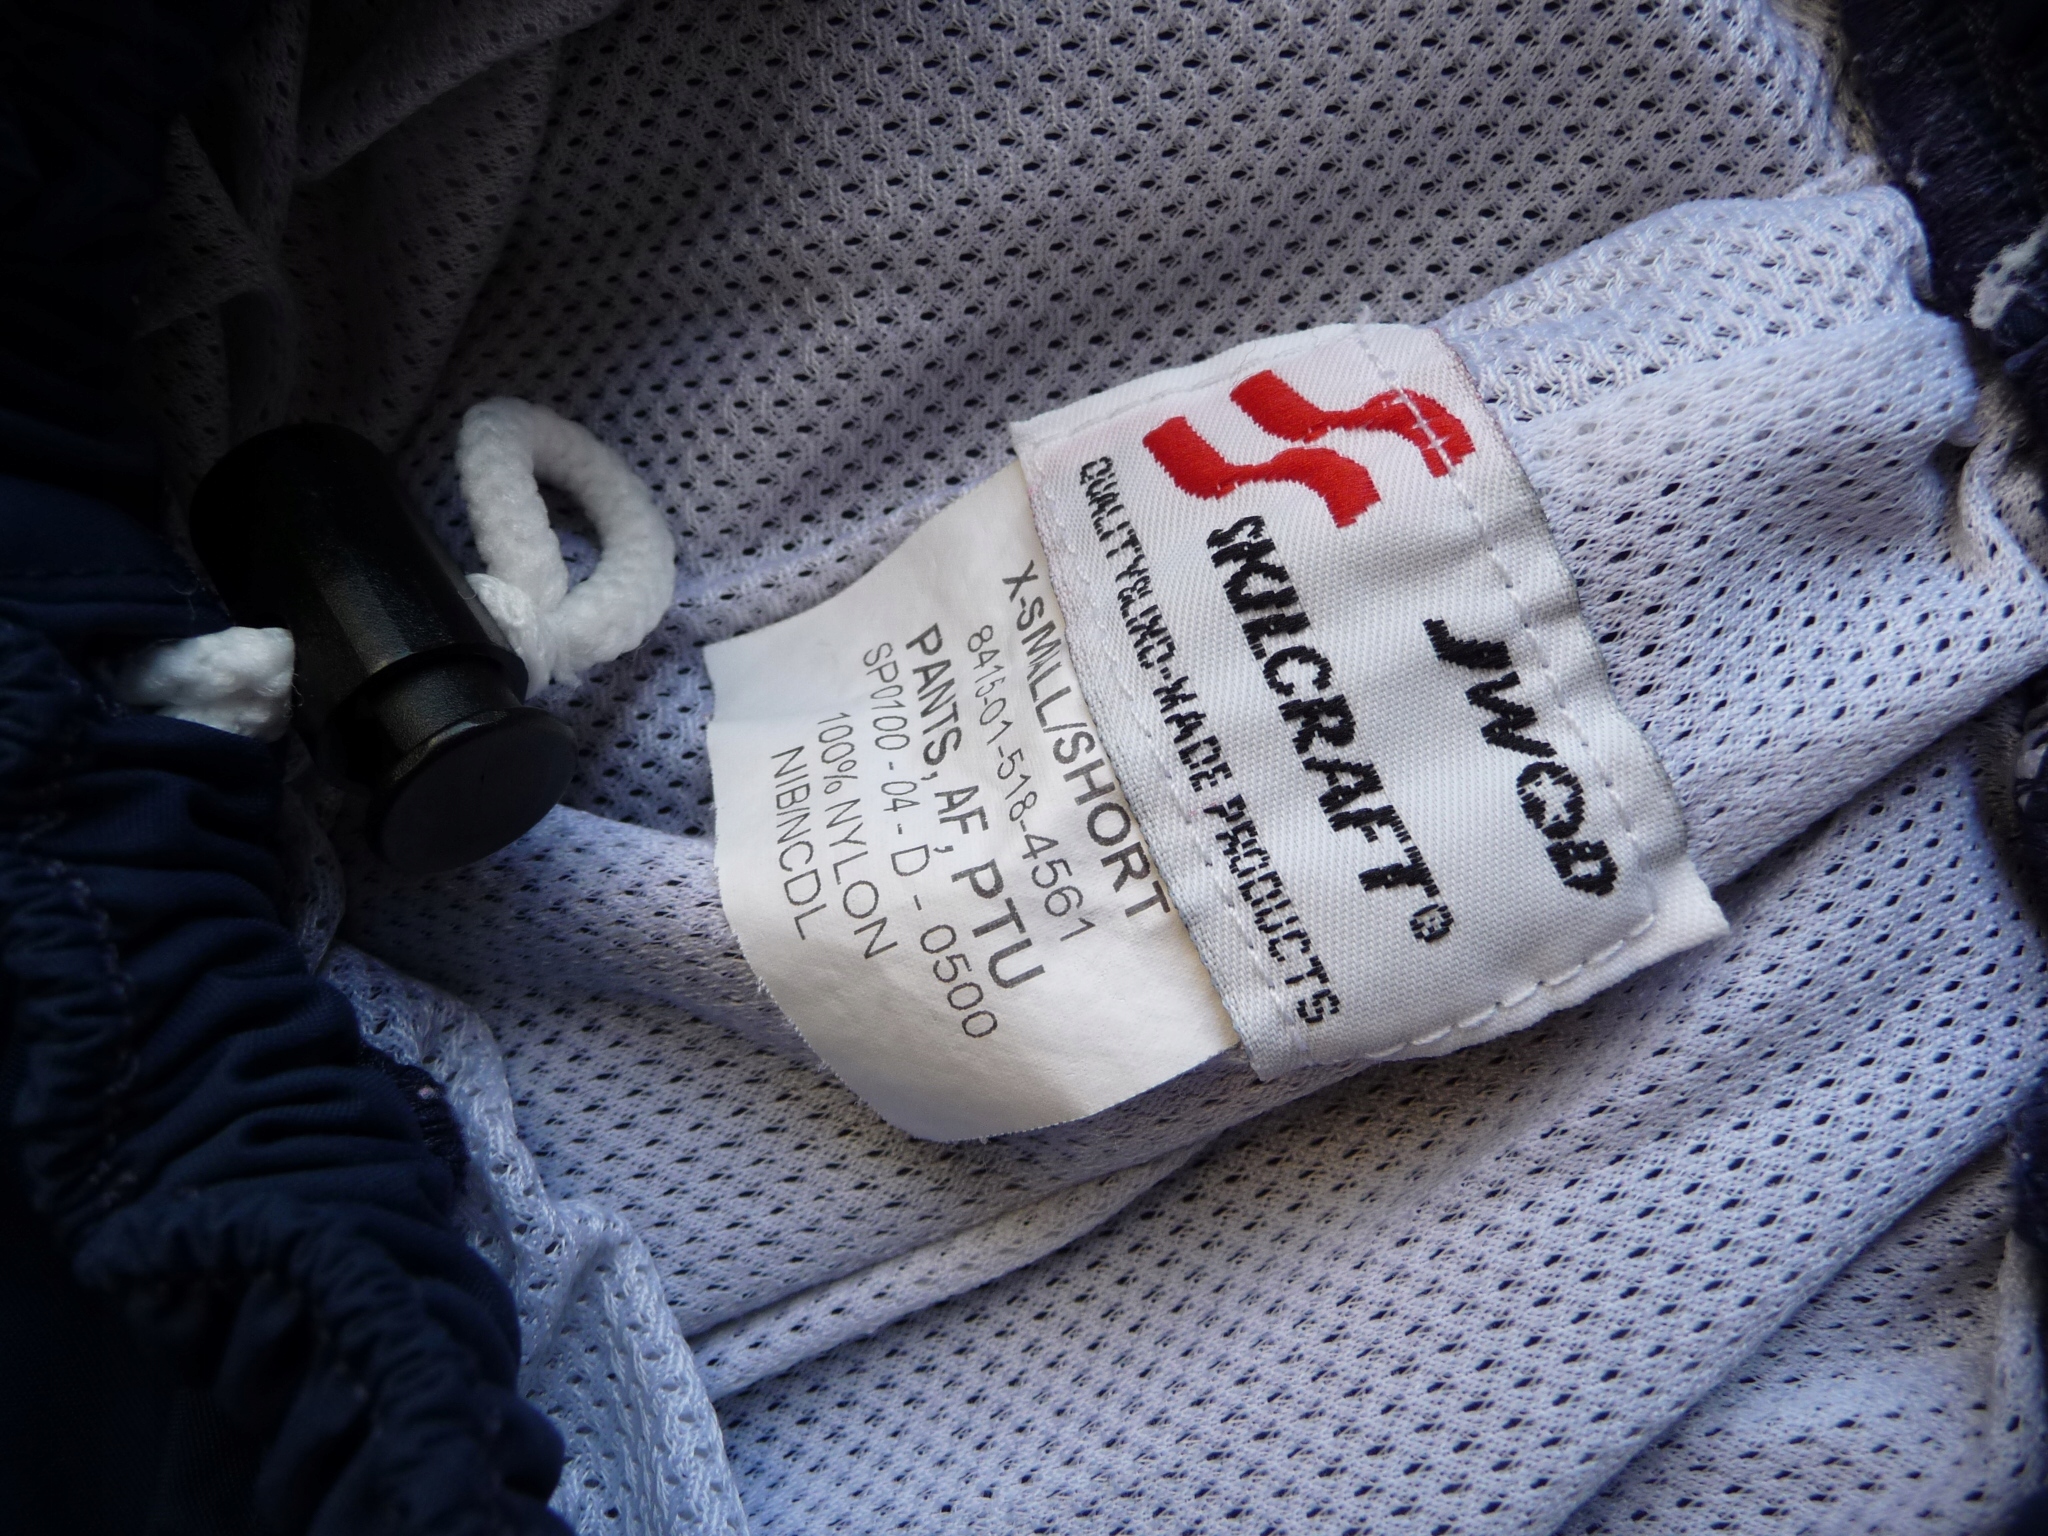 JWOD
SKILCRAFT®
QUALITY BLIND-MADE PRODUCTS
X-SMALL/SHORT
8415-01-518-4561
PANTS, AF, PTU
SP0100 - 04 - D - 0500
100% NYLON
NIB/NCDL